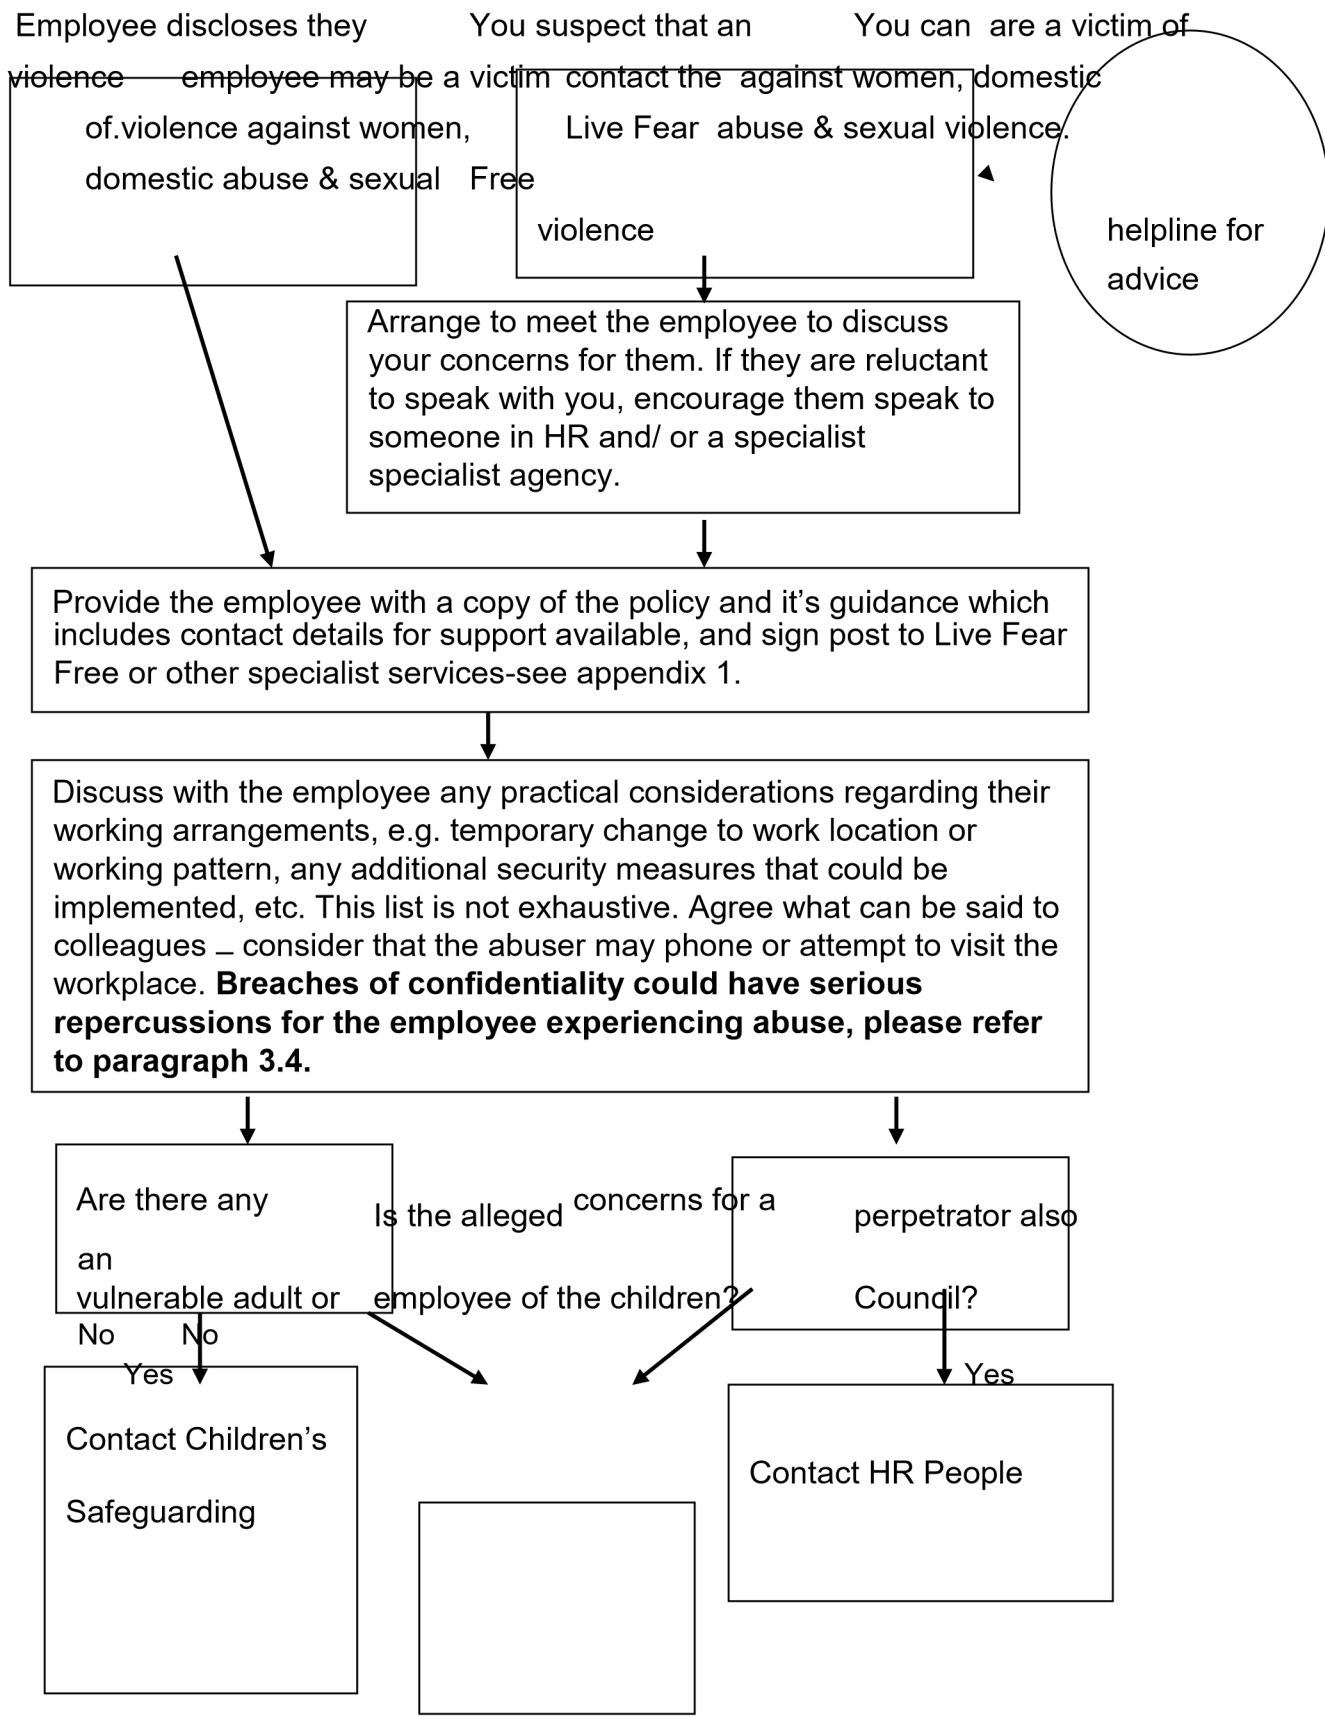 Employee discloses they You suspect that an You can are a victim of
violence employee may be a victim contact the against women, domestic
of.violence against women, Live Fear abuse & sexual violence.
domestic abuse & sexual Free
violence helpline for
advice
Arrange to meet the employee to discuss
your concerns for them. If they are reluctant
to speak with you, encourage them speak to
someone in HR and/ or a specialist
specialist agency.
Provide the employee with a copy of the policy and it’s guidance which
includes contact details for support available, and sign post to Live Fear
Free or other specialist services-see appendix 1.
Discuss with the employee any practical considerations regarding their
working arrangements, e.g. temporary change to work location or
working pattern, any additional security measures that could be
implemented, etc. This list is not exhaustive. Agree what can be said to
colleagues – consider that the abuser may phone or attempt to visit the
workplace. Breaches of confidentiality could have serious
repercussions for the employee experiencing abuse, please refer
to paragraph 3.4.
Are there any Is the alleged concerns for a perpetrator also
an
vulnerable adult or employee of the children? Council?
No No
Yes Yes
Contact Children’s
Contact HR People
Safeguarding